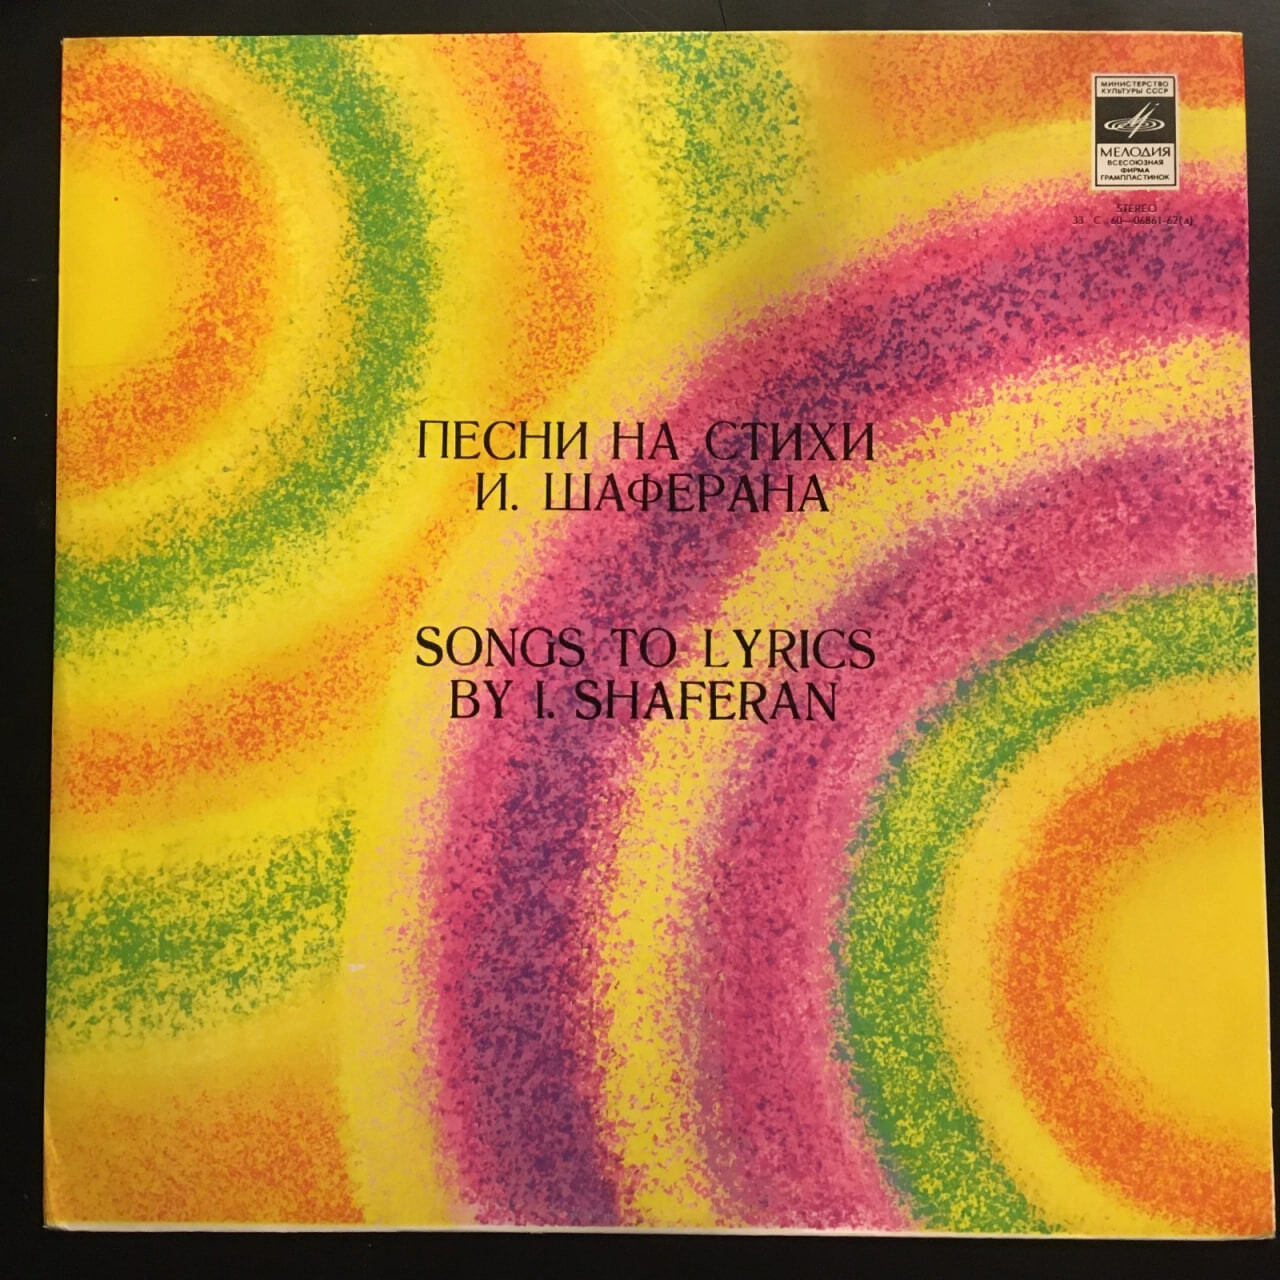 МИНИСТЕРСТВО
КУЛЬТУРЫ СССР
МЕЛОДИЯ
ВСЕСОЮЗНАЯ
ФИРМА
ГРАМПЛАСТИНОК
STEREO
33 С 60—06861-62(а)
ПЕСНИ НА СТИХИ
И. ШАФЕРАНА
SONGS TO LYRICS
BY I. SHAFERAN